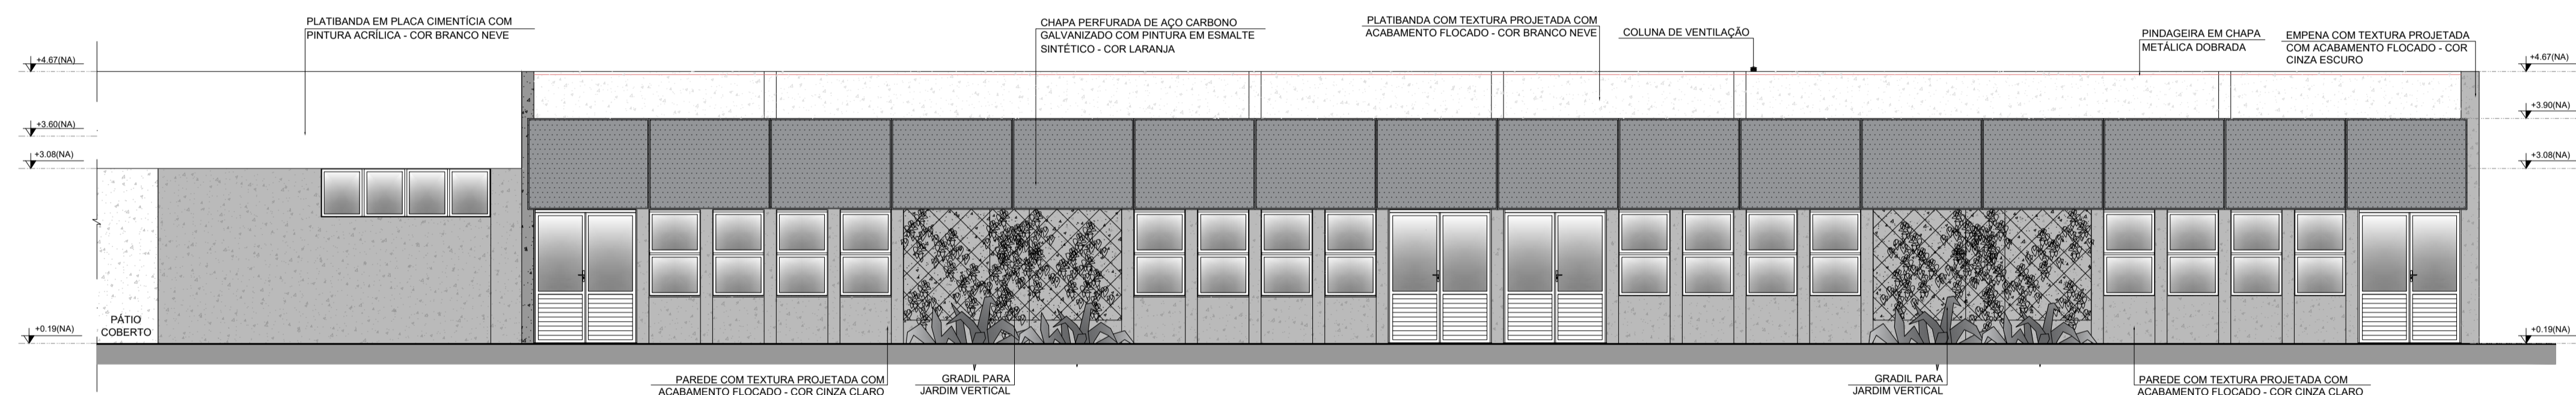 PLATIBANDA EM PLACA CIMENTÍCIA COM
PINTURA ACRÍLICA - COR BRANCO NEVE
CHAPA PERFURADA DE AÇO CARBONO
GALVANIZADO COM PINTURA EM ESMALTE
SINTÉTICO - COR LARANJA
PLATIBANDA COM TEXTURA PROJETADA COM
ACABAMENTO FLOCADO - COR BRANCO NEVE
COLUNA DE VENTILAÇÃO
PINDAGEIRA EM CHAPA
METÁLICA DOBRADA
EMPENA COM TEXTURA PROJETADA
COM ACABAMENTO FLOCADO - COR
CINZA ESCURO
+4.67(NA)
+3.60(NA)
+3.08(NA)
+0.19(NA)
+4.67(NA)
+3.90(NA)
+3.08(NA)
+0.19(NA)
PÁTIO
COBERTO
PAREDE COM TEXTURA PROJETADA COM
ACABAMENTO FLOCADO - COR CINZA CLARO
GRADIL PARA
JARDIM VERTICAL
GRADIL PARA
JARDIM VERTICAL
PAREDE COM TEXTURA PROJETADA COM
ACABAMENTO FLOCADO - COR CINZA CLARO